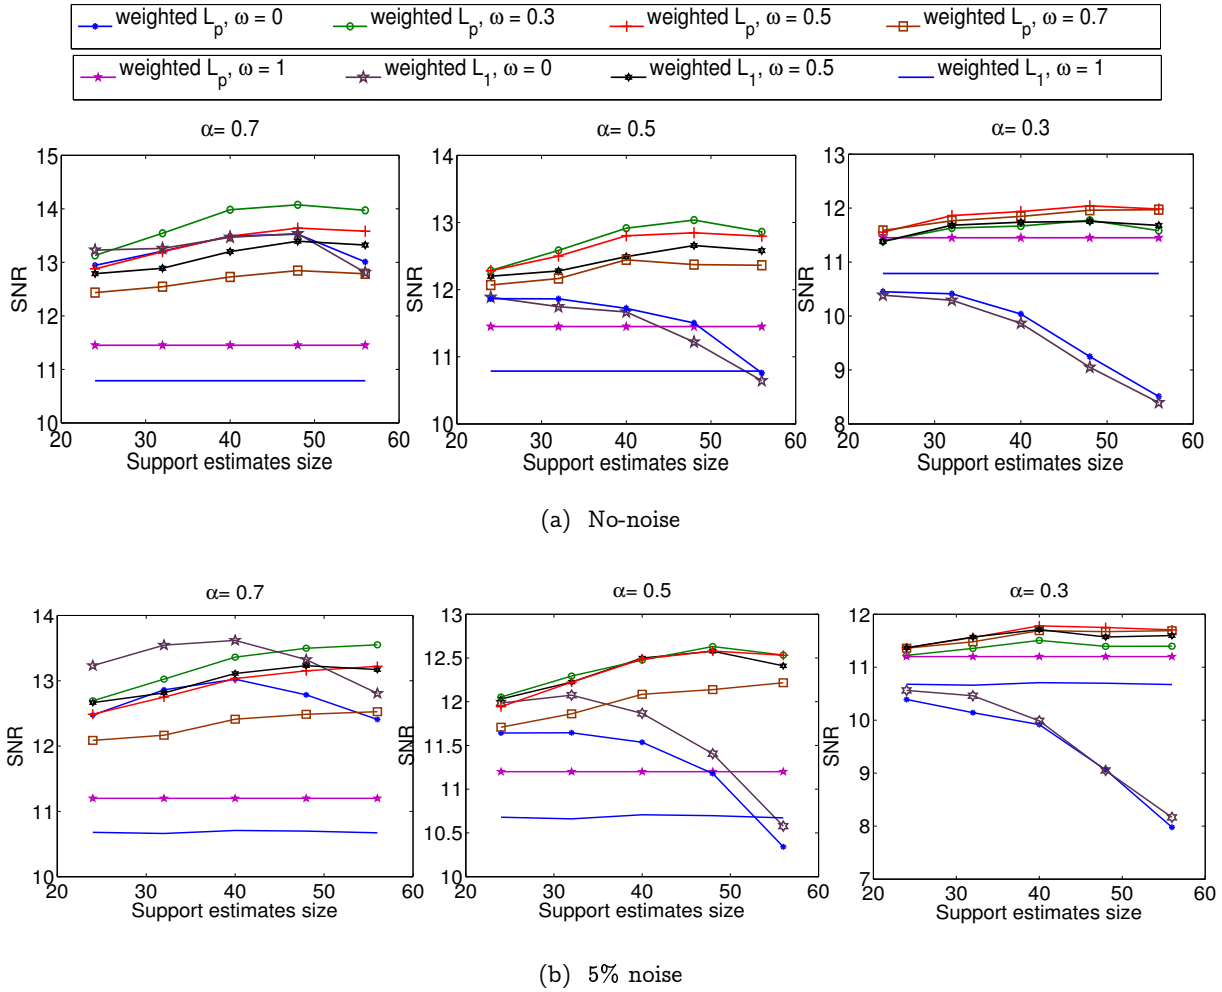 weighted L_p, ω = 0 weighted L_p, ω = 0.3 weighted L_p, ω = 0.5 weighted L_p, ω = 0.7
weighted L_p, ω = 1 weighted L_1, ω = 0 weighted L_1, ω = 0.5 weighted L_1, ω = 1
α= 0.7
15
14
13
12
11
10
20 30 40 50 60
SNR
Support estimates size
α= 0.5
14
13
12
11
10
20 30 40 50 60
SNR
Support estimates size
α= 0.3
13
12
11
10
9
8
20 30 40 50 60
SNR
Support estimates size
(a) No-noise
α= 0.7
14
13
12
11
10
20 30 40 50 60
SNR
Support estimates size
α= 0.5
13
12.5
12
11.5
11
10.5
10
20 30 40 50 60
SNR
Support estimates size
α= 0.3
12
11
10
9
8
7
20 30 40 50 60
SNR
Support estimates size
(b) 5% noise